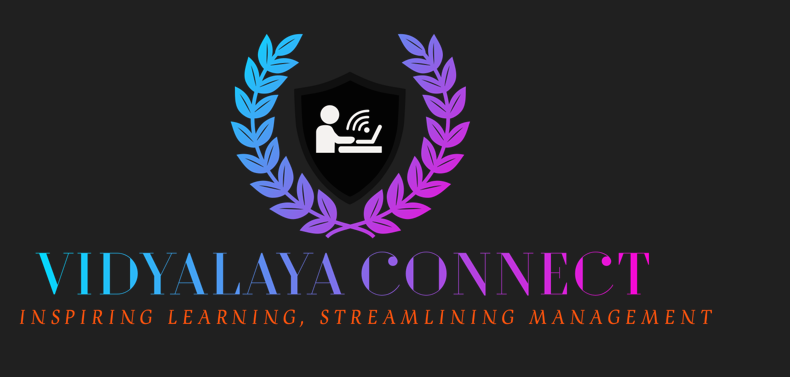 VIDYALAYA CONNECT
INSPIRING LEARNING, STREAMLINING MANAGEMENT